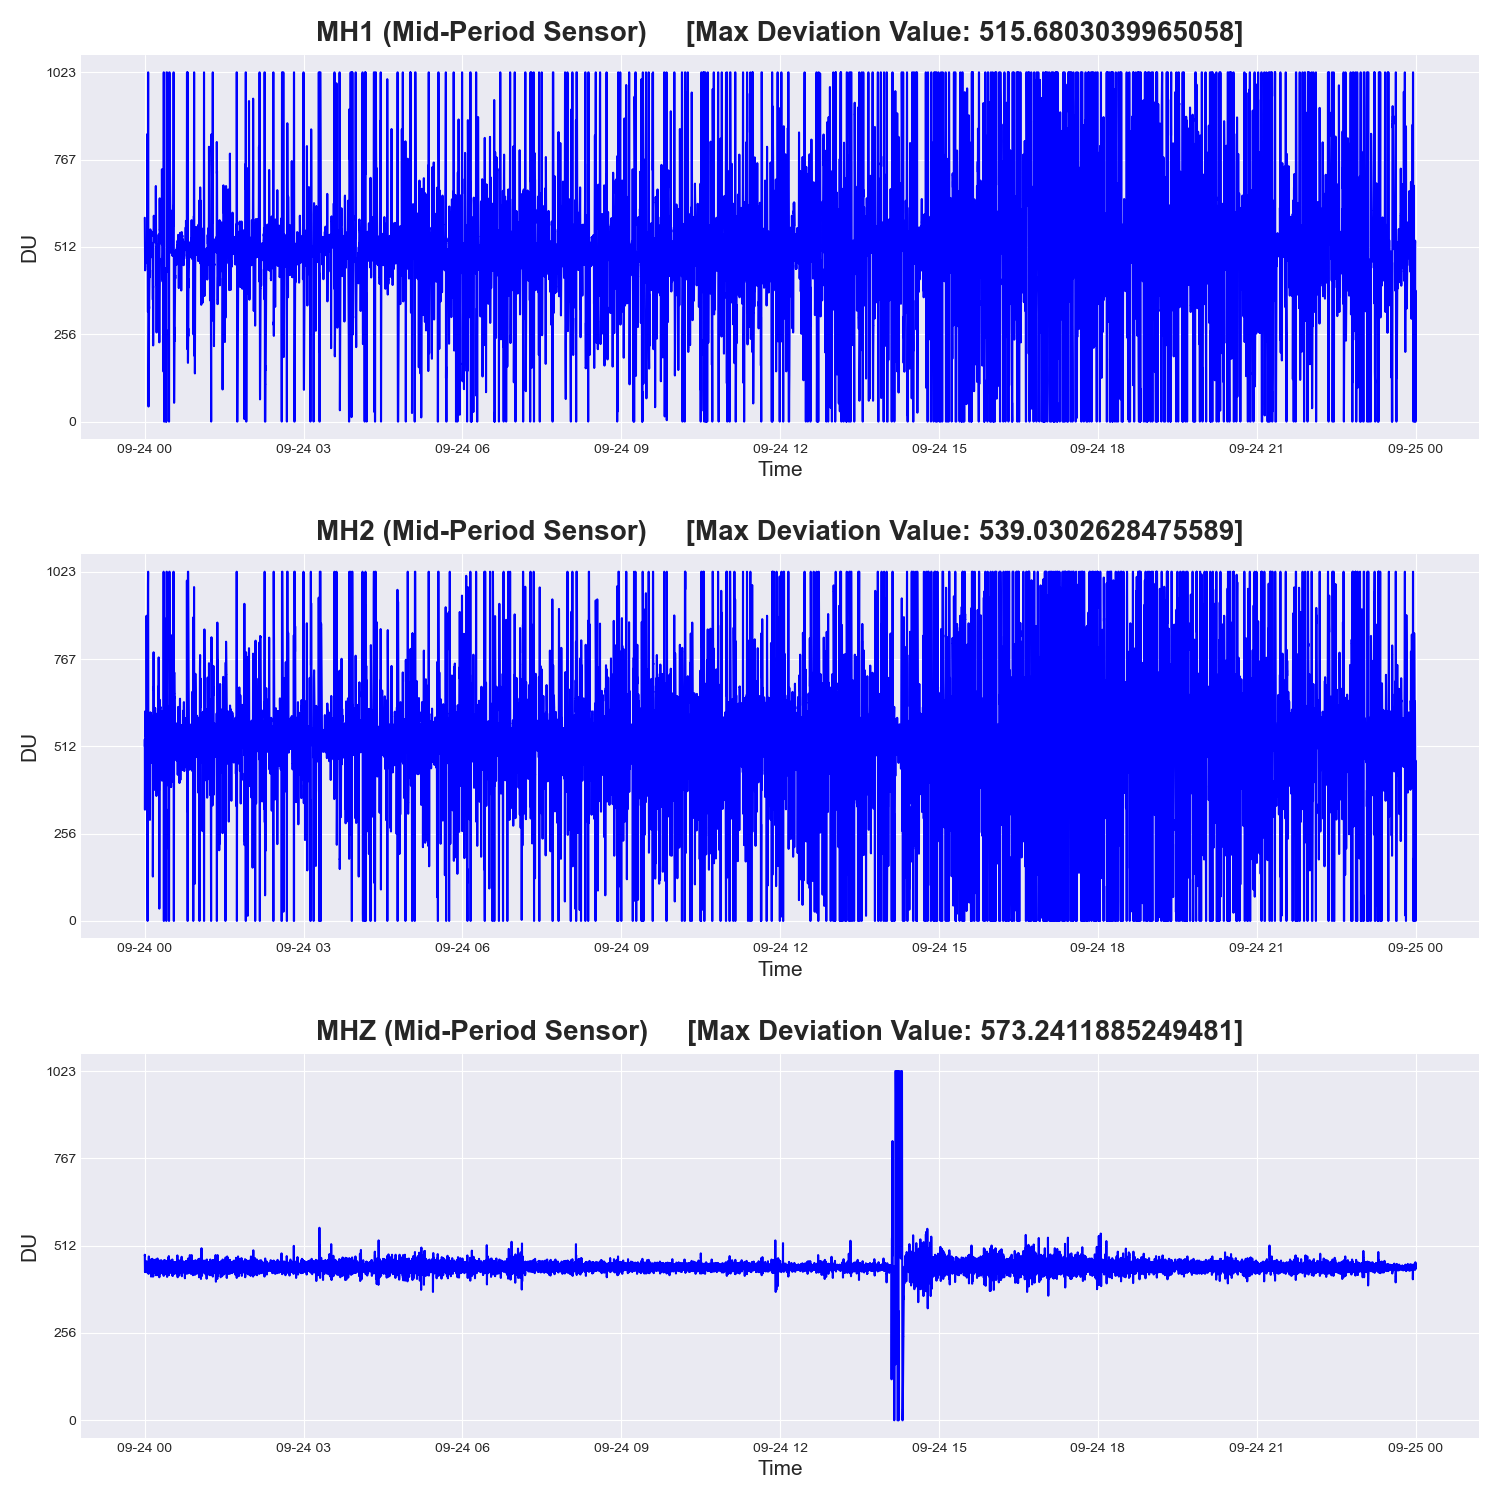 MH1 (Mid-Period Sensor) [Max Deviation Value: 515.6803039965058]
1023
767
512
256
0
DU
09-24 00 09-24 03 09-24 06 09-24 09 09-24 12 09-24 15 09-24 18 09-24 21 09-25 00
Time
MH2 (Mid-Period Sensor) [Max Deviation Value: 539.0302628475589]
1023
767
512
256
0
DU
09-24 00 09-24 03 09-24 06 09-24 09 09-24 12 09-24 15 09-24 18 09-24 21 09-25 00
Time
MHZ (Mid-Period Sensor) [Max Deviation Value: 573.2411885249481]
1023
767
512
256
0
DU
09-24 00 09-24 03 09-24 06 09-24 09 09-24 12 09-24 15 09-24 18 09-24 21 09-25 00
Time